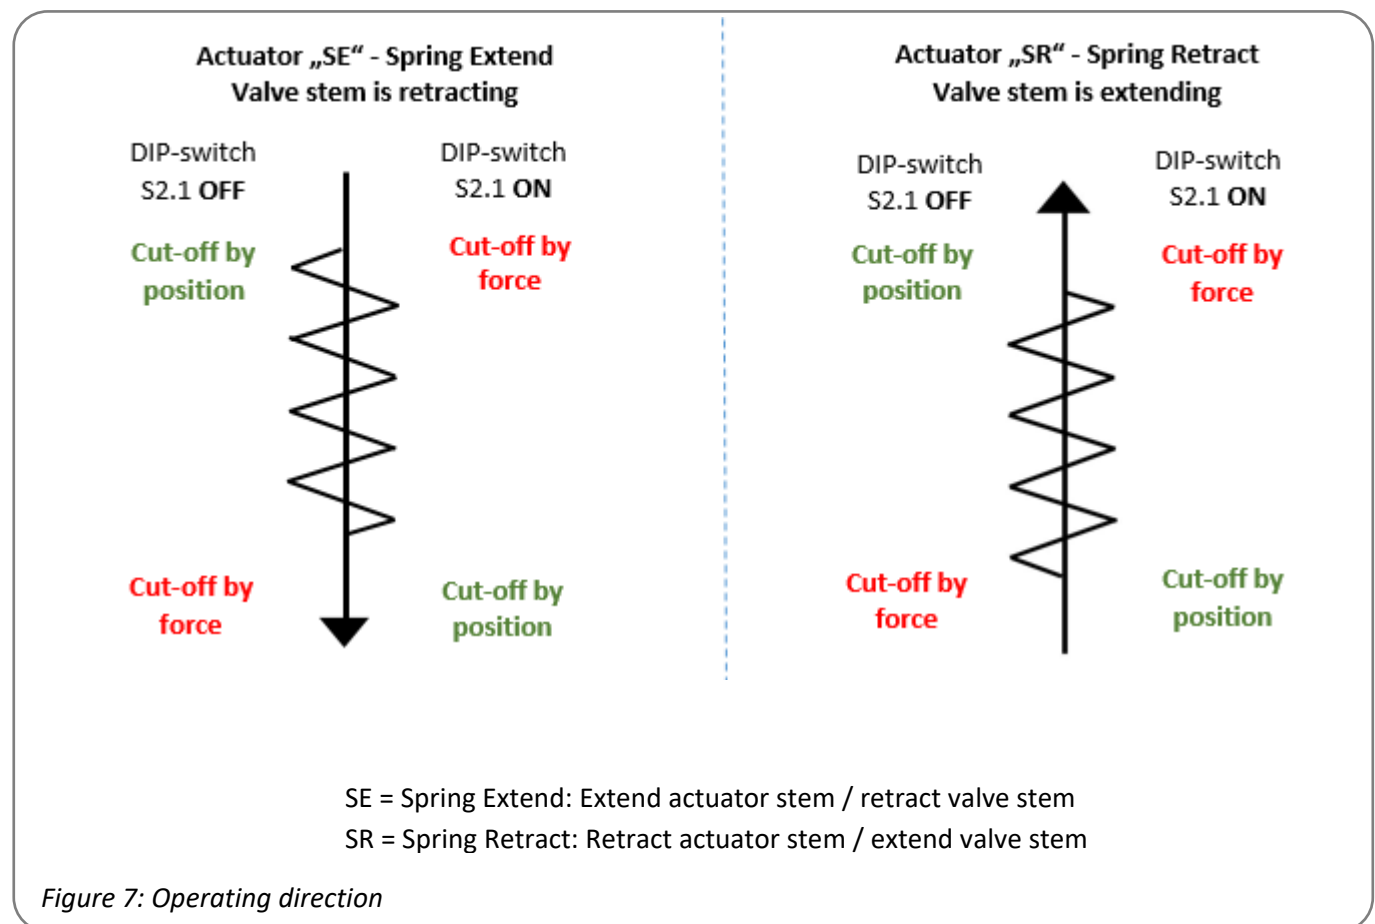 Actuator „SE“ - Spring Extend
Valve stem is retracting
DIP-switch
S2.1 OFF
DIP-switch
S2.1 ON
Cut-off by
position
Cut-off by
force
Cut-off by
force
Cut-off by
position
Actuator „SR“ - Spring Retract
Valve stem is extending
DIP-switch
S2.1 OFF
DIP-switch
S2.1 ON
Cut-off by
position
Cut-off by
force
Cut-off by
force
Cut-off by
position
SE = Spring Extend: Extend actuator stem / retract valve stem
SR = Spring Retract: Retract actuator stem / extend valve stem
Figure 7: Operating direction